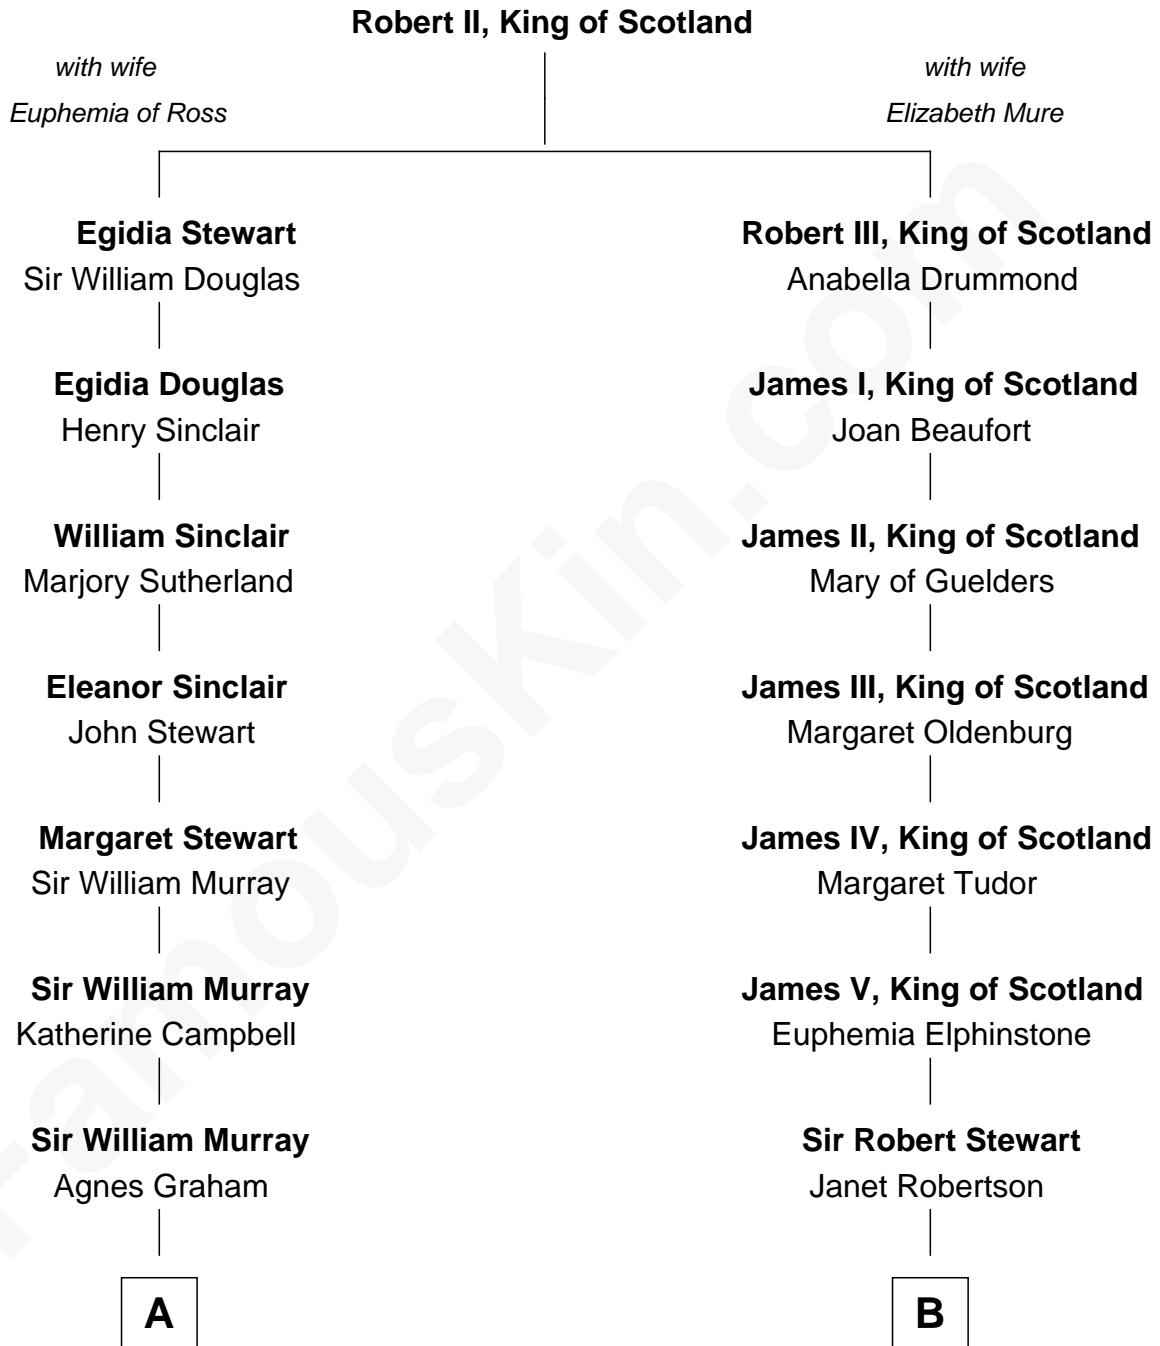 Robert II, King of Scotland
with wife
Euphemia of Ross
with wife
Elizabeth Mure
Egidia Stewart
Sir William Douglas
Robert III, King of Scotland
Anabella Drummond
Egidia Douglas
Henry Sinclair
James I, King of Scotland
Joan Beaufort
William Sinclair
Marjory Sutherland
James II, King of Scotland
Mary of Guelders
Eleanor Sinclair
John Stewart
James III, King of Scotland
Margaret Oldenburg
Margaret Stewart
Sir William Murray
James IV, King of Scotland
Margaret Tudor
Sir William Murray
Katherine Campbell
James V, King of Scotland
Euphemia Elphinstone
Sir William Murray
Agnes Graham
Sir Robert Stewart
Janet Robertson
A
B
FamousKin.com